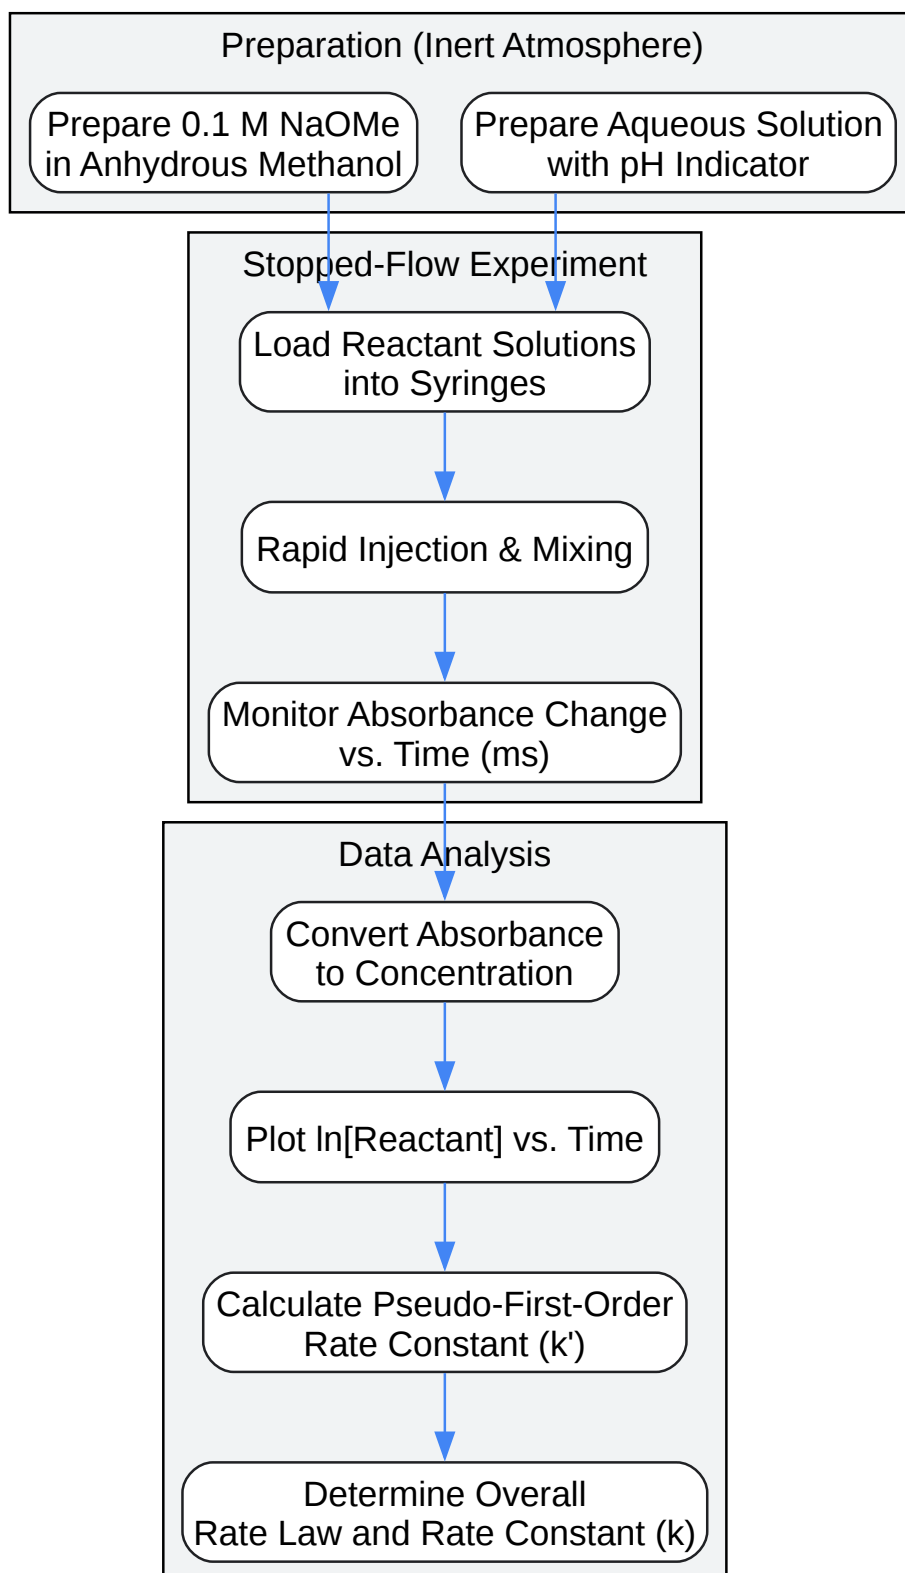 Preparation (Inert Atmosphere)
Prepare 0.1 M NaOMe
in Anhydrous Methanol
Prepare Aqueous Solution
with pH Indicator
Stopped-Flow Experiment
Load Reactant Solutions
into Syringes
Rapid Injection & Mixing
Monitor Absorbance Change
vs. Time (ms)
Data Analysis
Convert Absorbance
to Concentration
Plot ln[Reactant] vs. Time
Calculate Pseudo-First-Order
Rate Constant (k')
Determine Overall
Rate Law and Rate Constant (k)